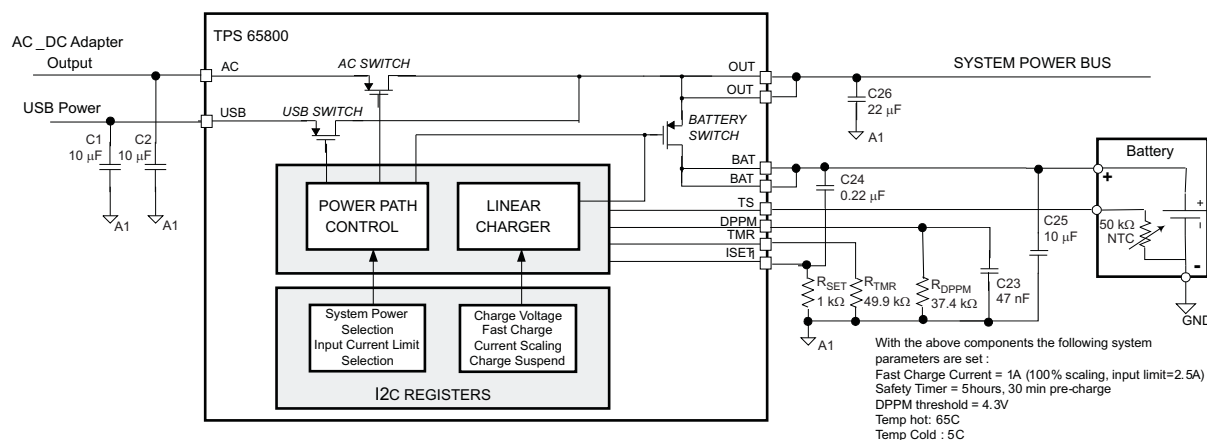 TPS 65800
AC _DC Adapter
Output
AC
AC SWITCH
OUT
SYSTEM POWER BUS
OUT
USB Power
USB
USB SWITCH
BATTERY
SWITCH
C26
22 μF
A1
C1
10 μF
C2
10 μF
A1
A1
BAT
BAT
C24
0.22 μF
Battery
+
+
-
-
TS
DPPM
TMR
ISET1
POWER PATH
CONTROL
LINEAR
CHARGER
C25
10 μF
50 kΩ
NTC
RSET
1 kΩ
RTMR
49.9 kΩ
RDPPM
37.4 kΩ
C23
47 nF
A1
GND
System Power
Selection
Input Current Limit
Selection
Charge Voltage
Fast Charge
Current Scaling
Charge Suspend
I2C REGISTERS
With the above components the following system
parameters are set :
Fast Charge Current = 1A (100% scaling, input limit=2.5A)
Safety Timer = 5hours, 30 min pre-charge
DPPM threshold = 4.3V
Temp hot: 65C
Temp Cold : 5C